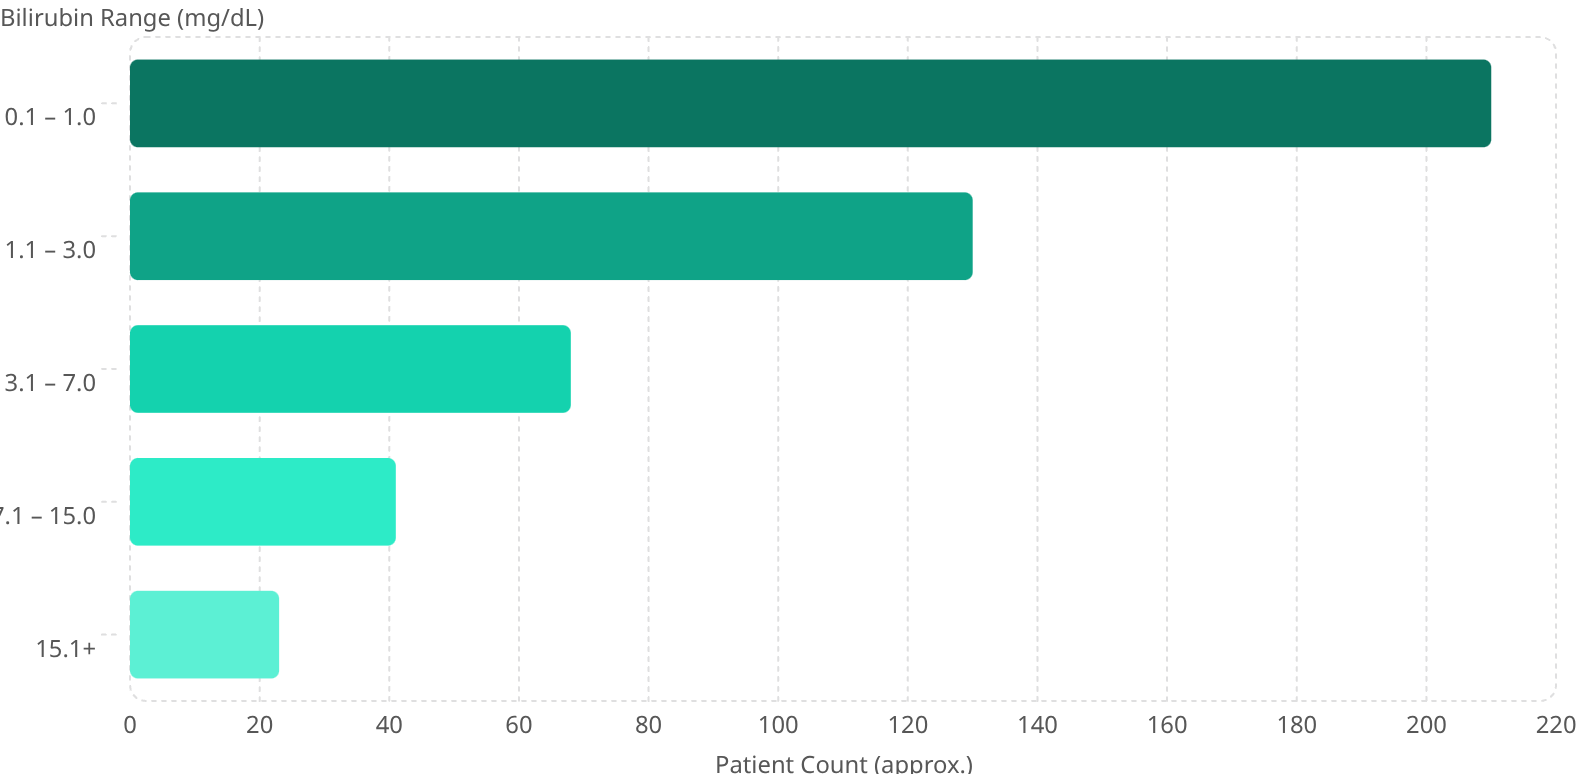 Bilirubin Range (mg/dL)
0.1 – 1.0
1.1 – 3.0
3.1 – 7.0
7.1 – 15.0
15.1+
0 20 40 60 80 100 120 140 160 180 200 220
Patient Count (approx.)